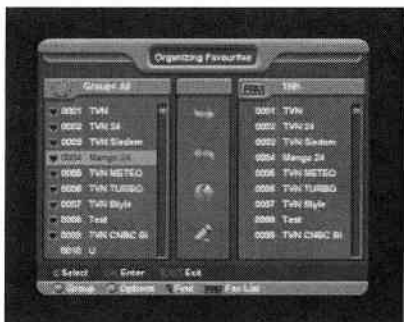 Organizing Favourites
Group: All
0001 TVN
0002 TVN 24
0003 TVN Siedem
0004 Mango 24
0005 TVN METEO
0006 TVN TURBO
0007 TVN Style
0008 Test
0009 TVN CNBC Bi
0010 U
0001 TVN
0002 TVN 24
0003 TVN Siedem
0004 Mango 24
0005 TVN METEO
0006 TVN TURBO
0007 TVN Style
0008 Test
0009 TVN CNBC Bi
Select Enter Exit
Group Options Find Fav List